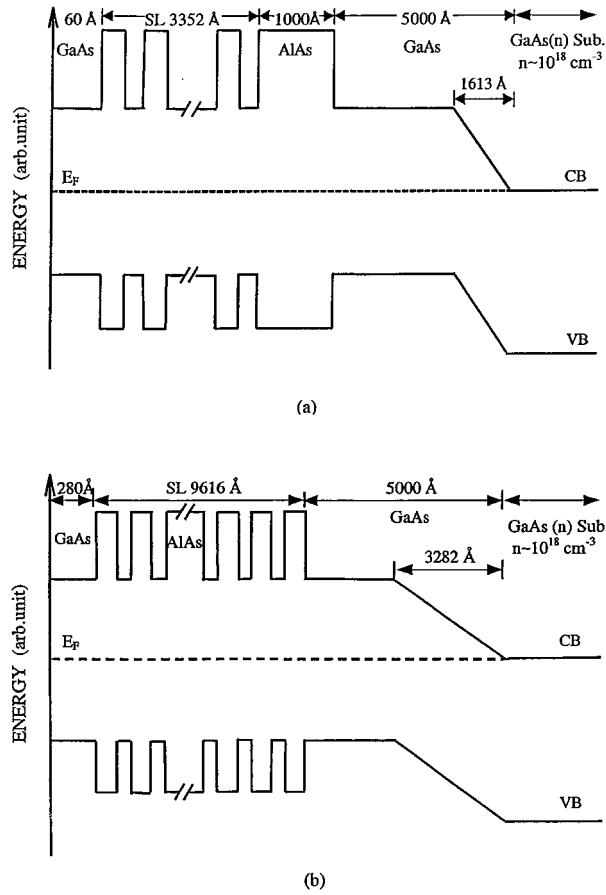 60 Å SL 3352 Å 1000Å 5000 Å
GaAs AlAs GaAs GaAs(n) Sub.
n~10¹⁸ cm⁻³
1613 Å
E_F CB
VB
ENERGY (arb.unit)
(a)
280Å SL 9616 Å 5000 Å
GaAs AlAs GaAs GaAs (n) Sub
n~10¹⁸ cm⁻³
3282 Å
E_F CB
VB
ENERGY (arb.unit)
(b)